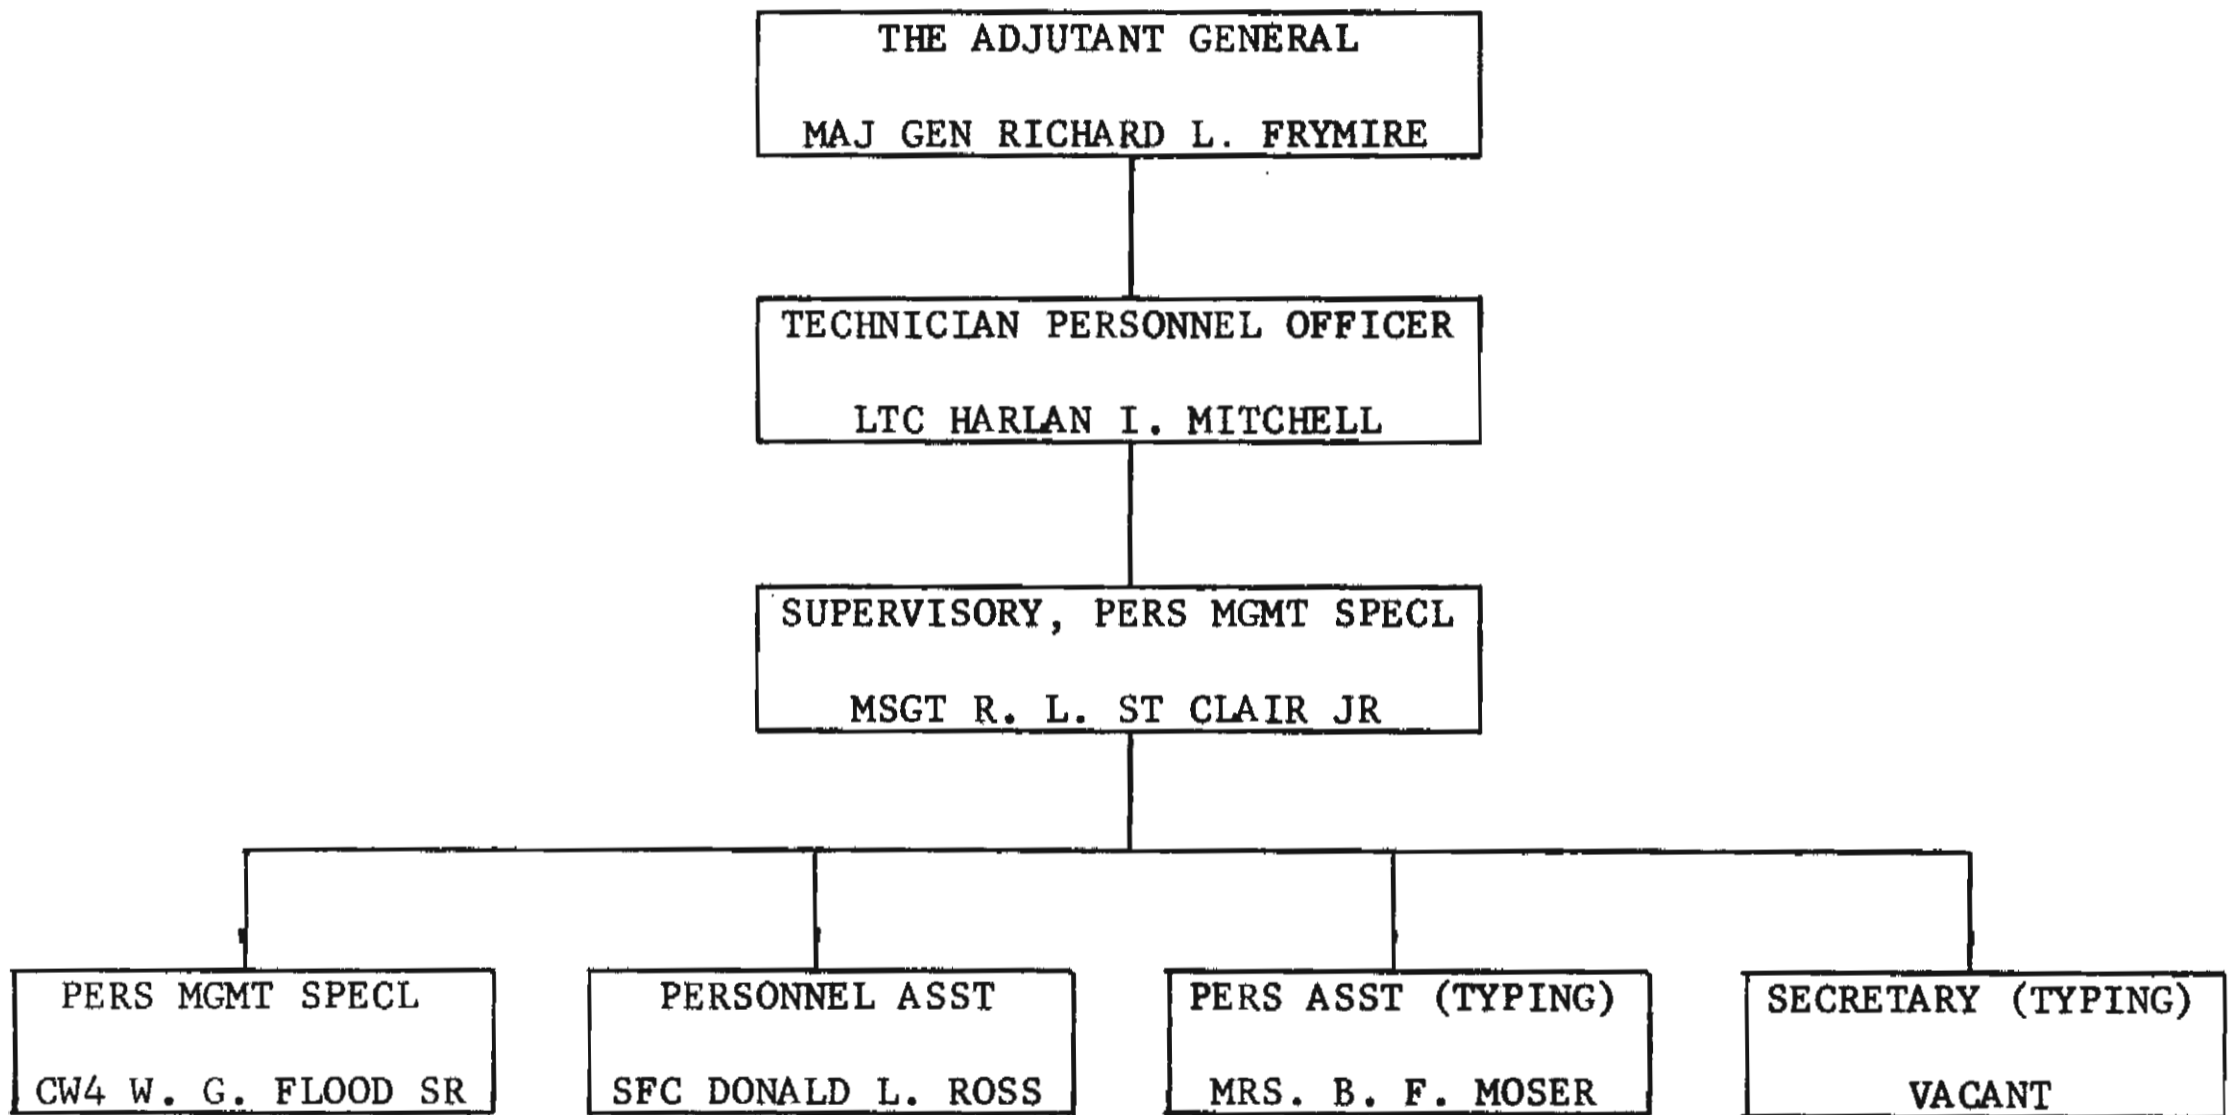 THE ADJUTANT GENERAL
MAJ GEN RICHARD L. FRYMIRE
TECHNICIAN PERSONNEL OFFICER
LTC HARLAN I. MITCHELL
SUPERVISORY, PERS MGMT SPECL
MSGT R. L. ST CLAIR JR
PERS MGMT SPECL
CW4 W. G. FLOOD SR
PERSONNEL ASST
SFC DONALD L. ROSS
PERS ASST (TYPING)
MRS. B. F. MOSER
SECRETARY (TYPING)
VACANT